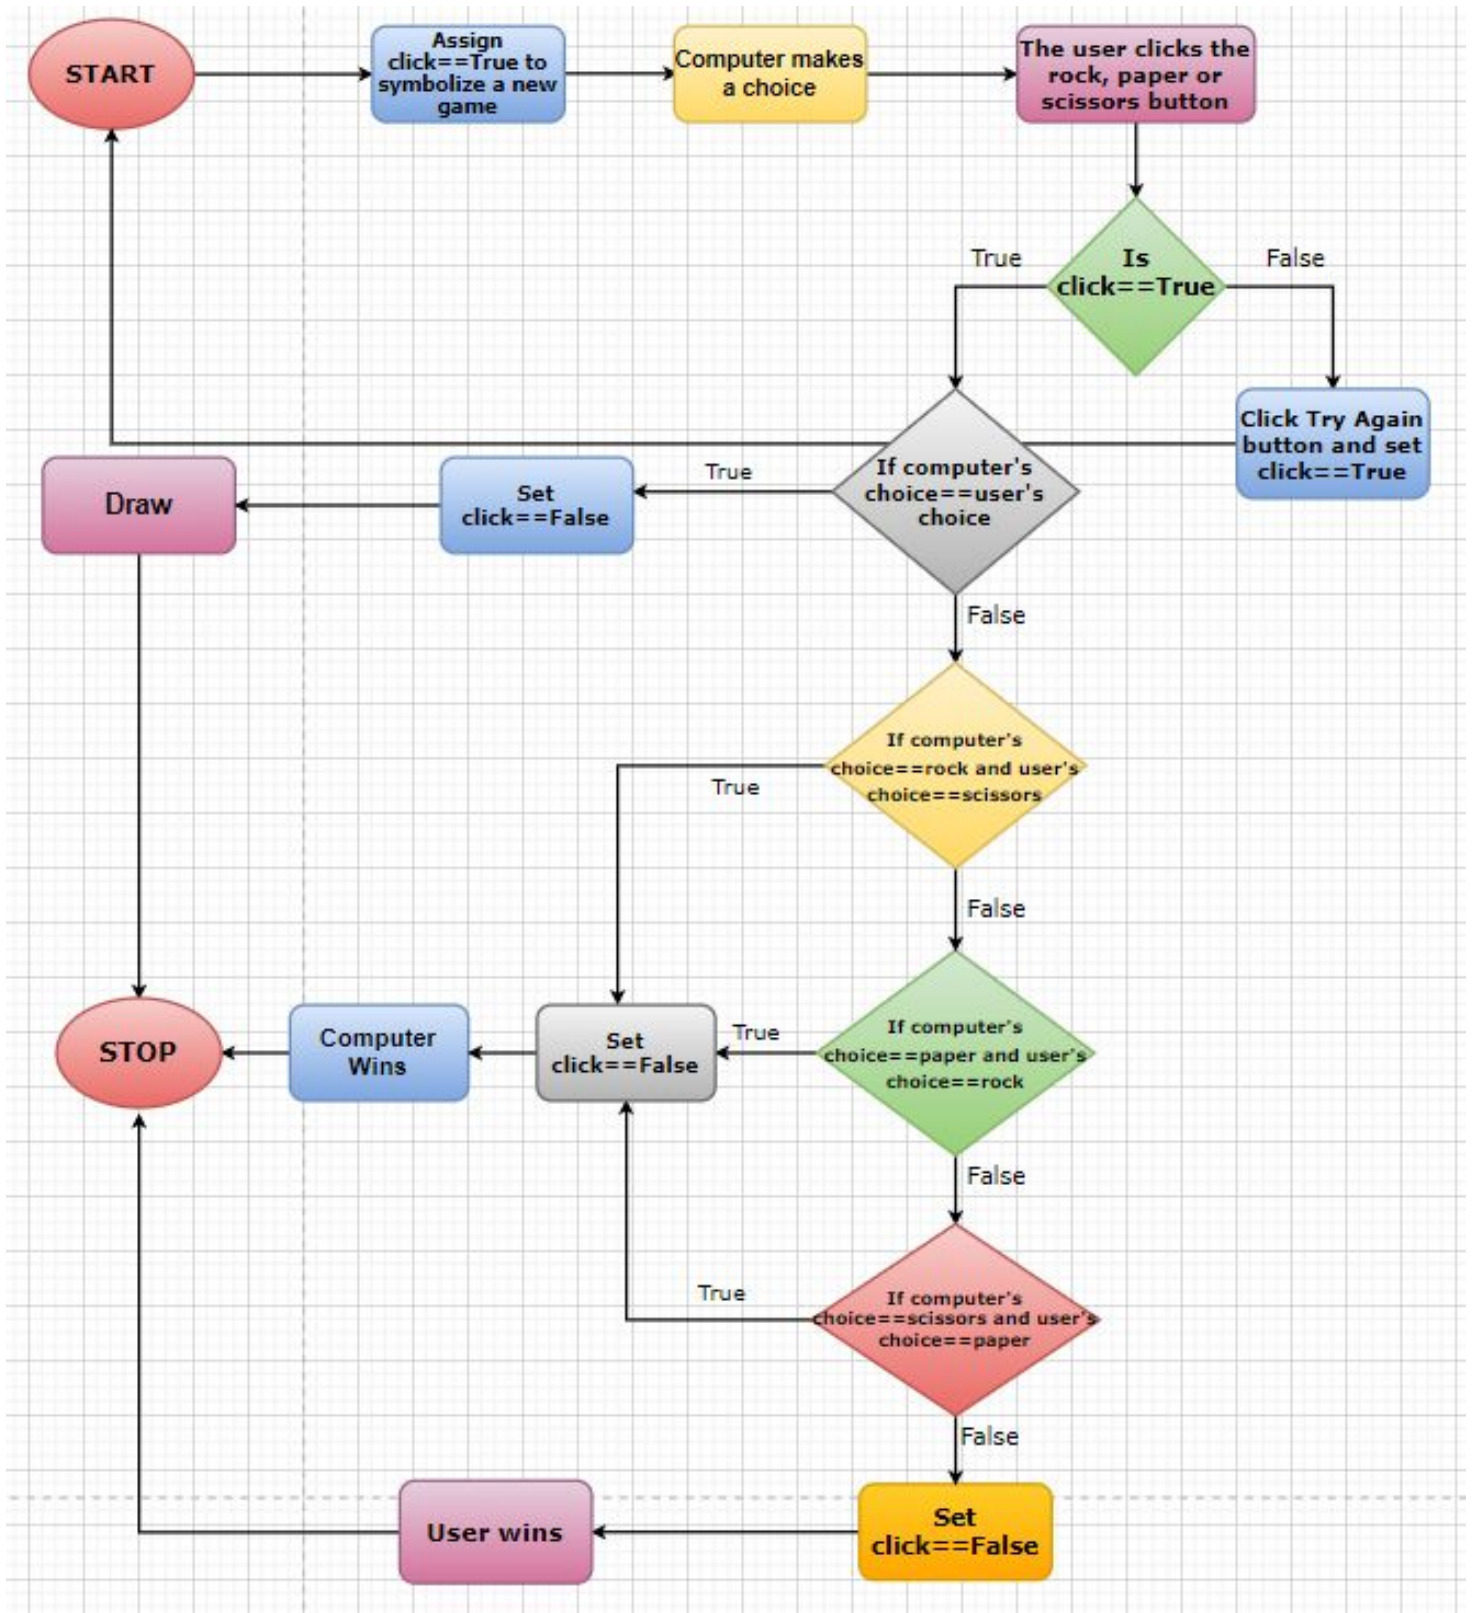 START
Assign
click==True to
symbolize a new
game
Computer makes
a choice
The user clicks the
rock, paper or
scissors button
Is
click==True
True
False
Click Try Again
button and set
click==True
If computer's
choice==user's
choice
True
Set
click==False
Draw
False
If computer's
choice==rock and user's
choice==scissors
True
False
If computer's
choice==paper and user's
choice==rock
True
Set
click==False
Computer
Wins
STOP
False
If computer's
choice==scissors and user's
choice==paper
True
False
Set
click==False
User wins